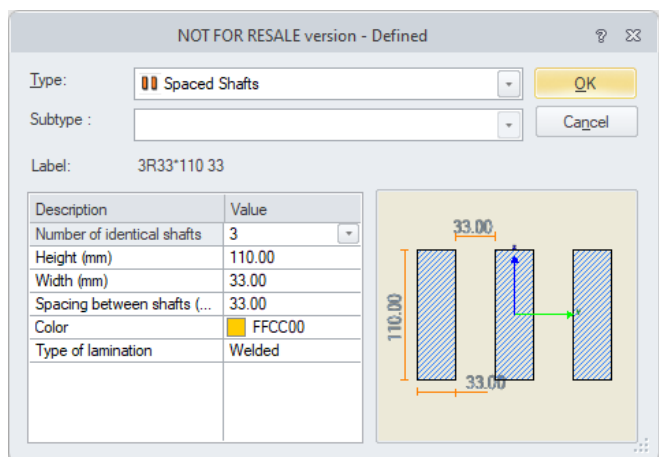 NOT FOR RESALE version - Defined
Type: Spaced Shafts OK
Subtype : Cancel
Label: 3R33*110 33
Description Value
Number of identical shafts 3
Height (mm) 110.00
Width (mm) 33.00
Spacing between shafts (... 33.00
Color FFCC00
Type of lamination Welded
33.00
110.00
33.00